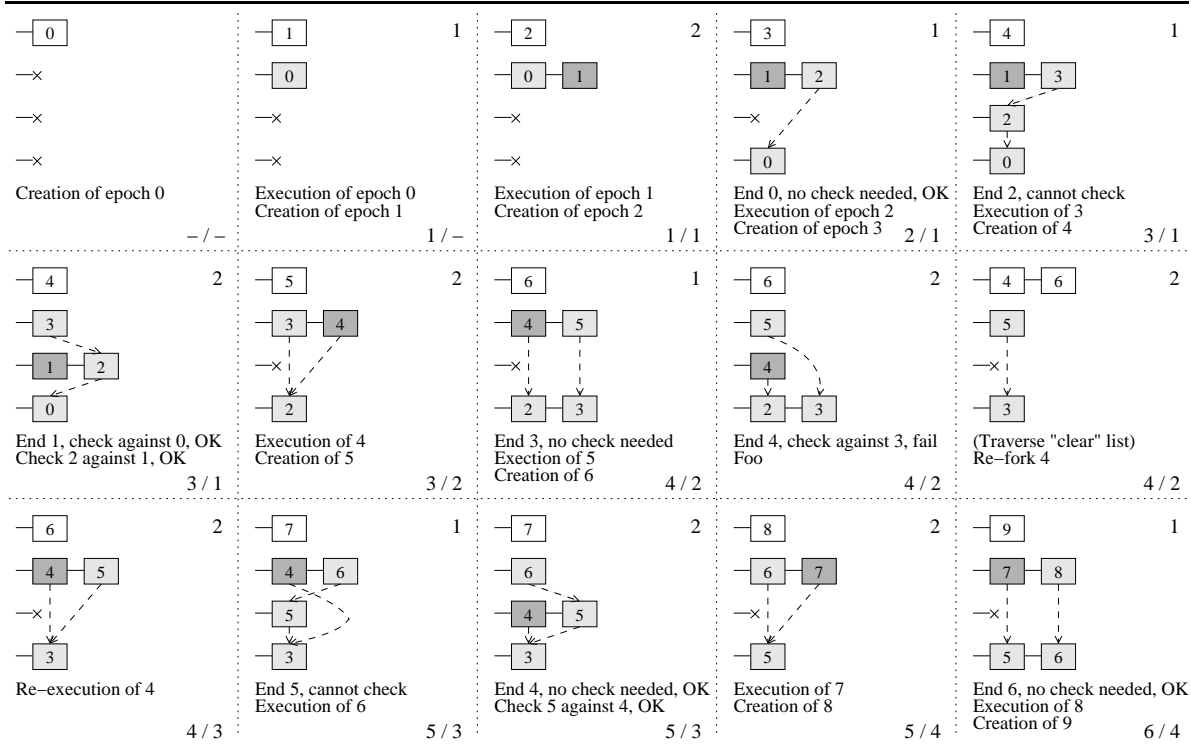 0
Creation of epoch 0
– / –
1 1
0
Execution of epoch 0
Creation of epoch 1
1 / –
2 2
0 1
Execution of epoch 1
Creation of epoch 2
1 / 1
3 1
1 2
0
End 0, no check needed, OK
Execution of epoch 2
Creation of epoch 3
2 / 1
4 1
1 3
2
0
End 2, cannot check
Execution of 3
Creation of 4
3 / 1
4 2
3
1 2
0
End 1, check against 0, OK
Check 2 against 1, OK
3 / 1
5 2
3 4
2
Execution of 4
Creation of 5
3 / 2
6 1
4 5
2 3
End 3, no check needed
Exection of 5
Creation of 6
4 / 2
6 2
5
4
2 3
End 4, check against 3, fail
Foo
4 / 2
4 6 2
5
3
(Traverse "clear" list)
Re−fork 4
4 / 2
6 2
4 5
3
Re−execution of 4
4 / 3
7 1
4 6
5
3
End 5, cannot check
Execution of 6
5 / 3
7 2
6
4 5
3
End 4, no check needed, OK
Check 5 against 4, OK
5 / 3
8 2
6 7
5
Execution of 7
Creation of 8
5 / 4
9 1
7 8
5 6
End 6, no check needed, OK
Execution of 8
Creation of 9
6 / 4